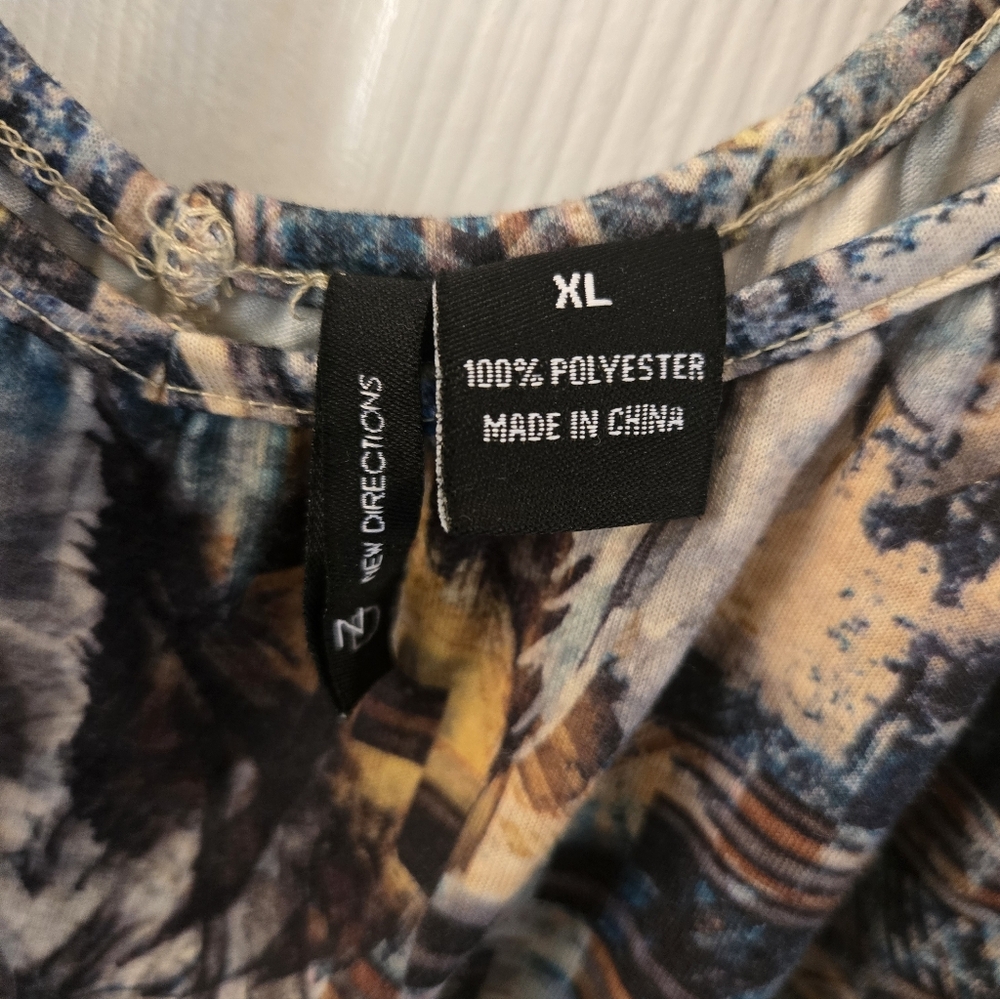 XL
100% POLYESTER
MADE IN CHINA
NEW DIRECTIONS